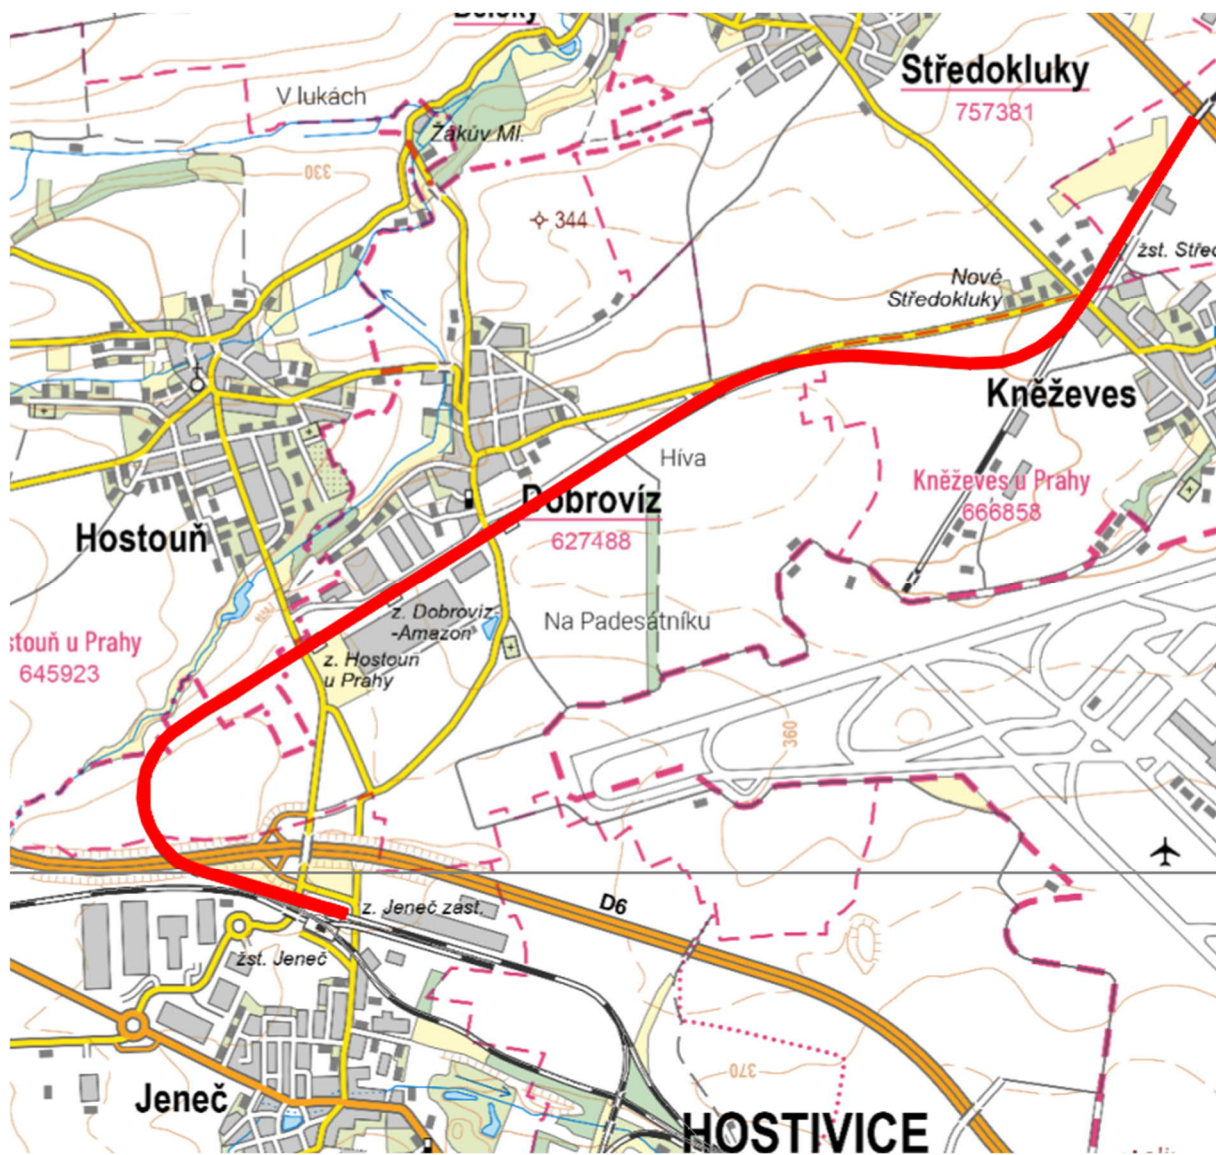 Středokluky
757381
V lukách
Žákův Ml.
330
344
žst. Střed
Nové
Středokluky
Kněževes
Híva
Kněževes u Prahy
666858
Dobrovíz
627488
Hostouň
z. Dobrovíz-
-Amazon
Na Padesátníku
stouň u Prahy
645923
z. Hostouň
u Prahy
360
D6
z. Jeneč zast.
žst. Jeneč
370
Jeneč
HOSTIVICE